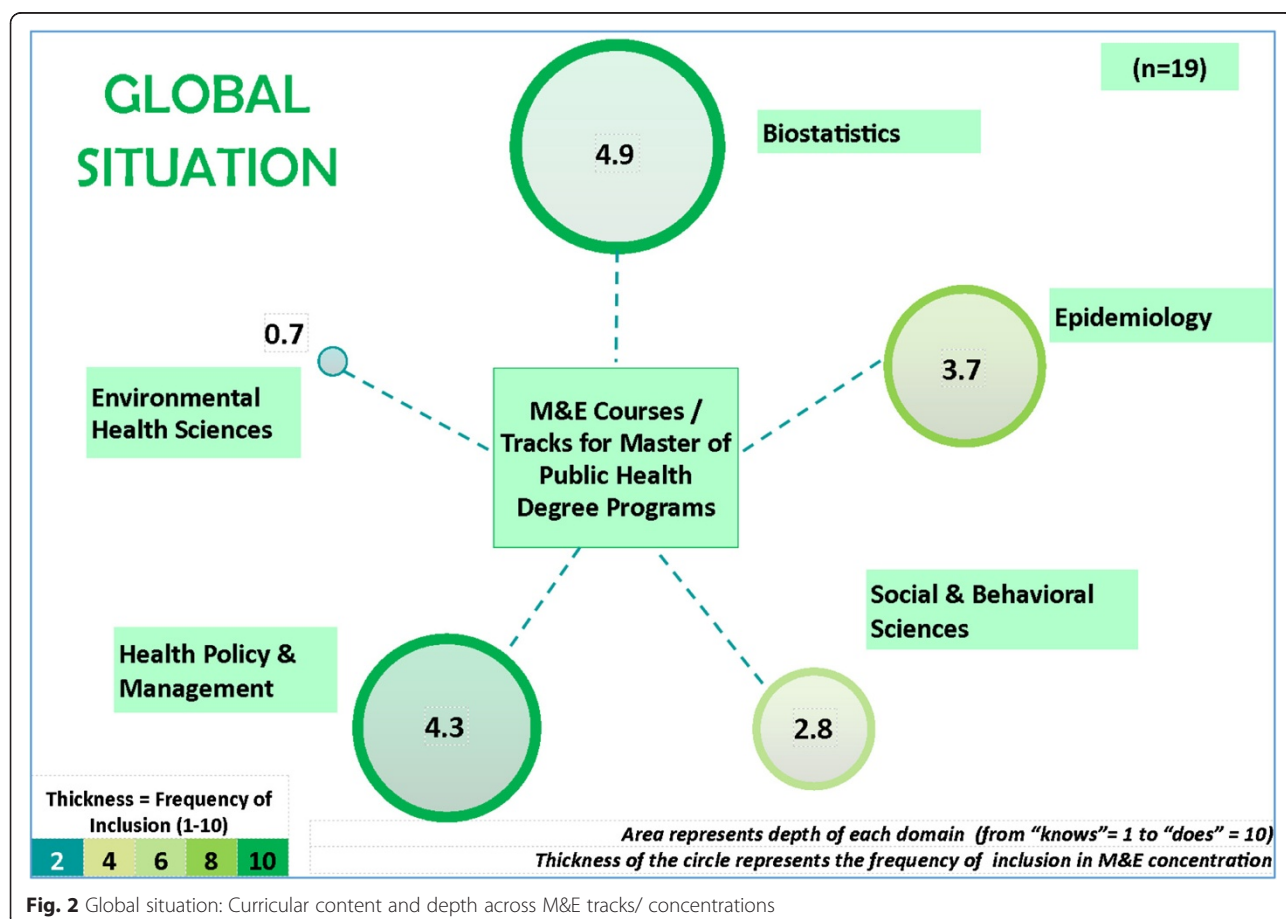 GLOBAL
SITUATION
(n=19)
Biostatistics
4.9
Epidemiology
3.7
0.7
Environmental
Health Sciences
M&E Courses /
Tracks for Master of
Public Health
Degree Programs
Social & Behavioral
Sciences
2.8
Health Policy &
Management
4.3
Thickness = Frequency of
Inclusion (1-10)
2 4 6 8 10
Area represents depth of each domain (from “knows”= 1 to “does” = 10)
Thickness of the circle represents the frequency of inclusion in M&E concentration
Fig. 2 Global situation: Curricular content and depth across M&E tracks/ concentrations